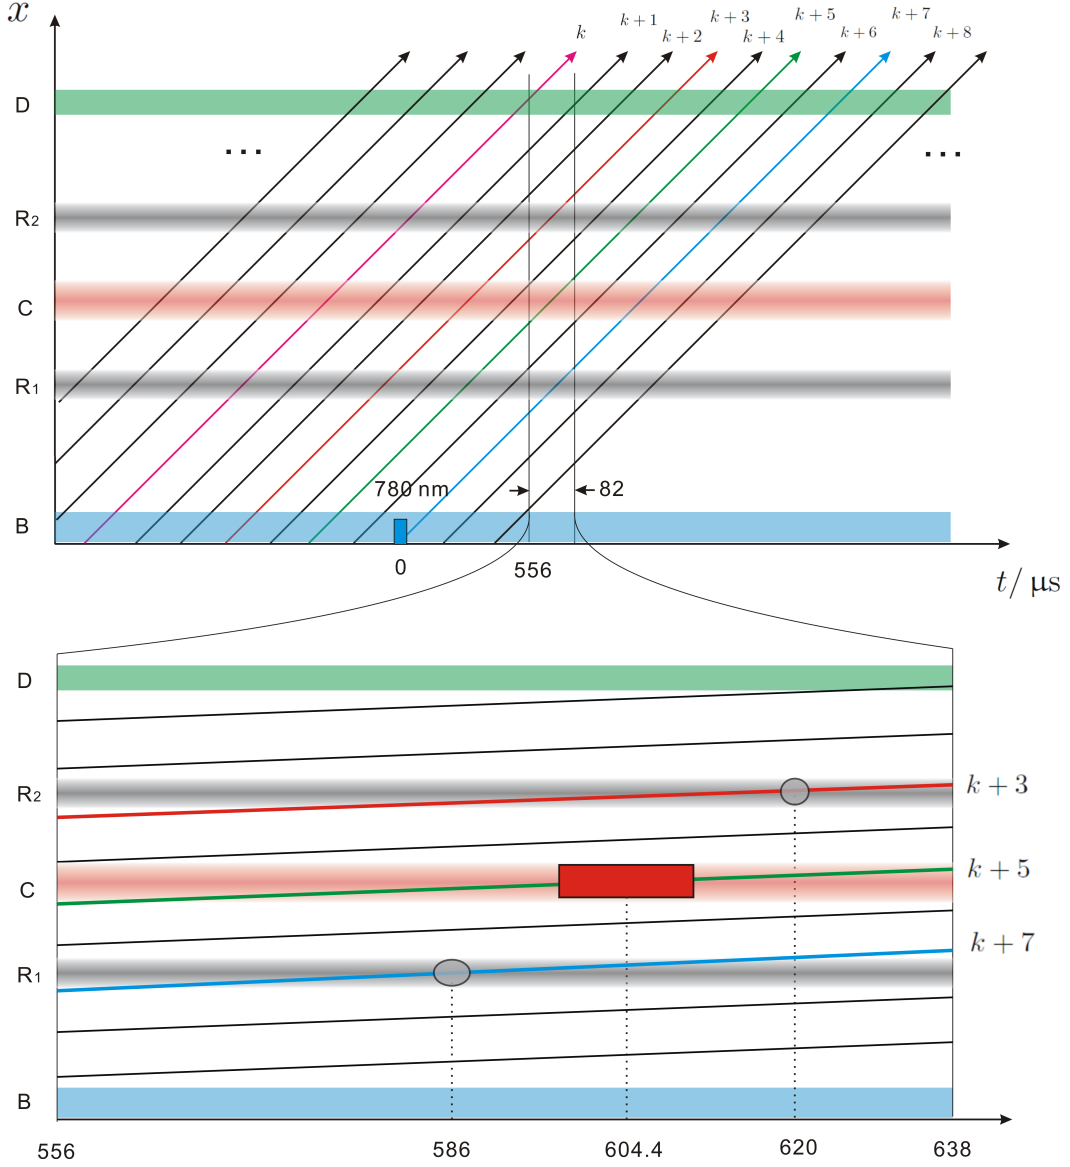 x
k
k + 1
k + 2
k + 3
k + 4
k + 5
k + 6
k + 7
k + 8
D
...
...
R2
C
R1
780 nm
82
B
0
556
t/ μs
D
R2
k + 3
C
k + 5
k + 7
R1
B
556
586
604.4
620
638